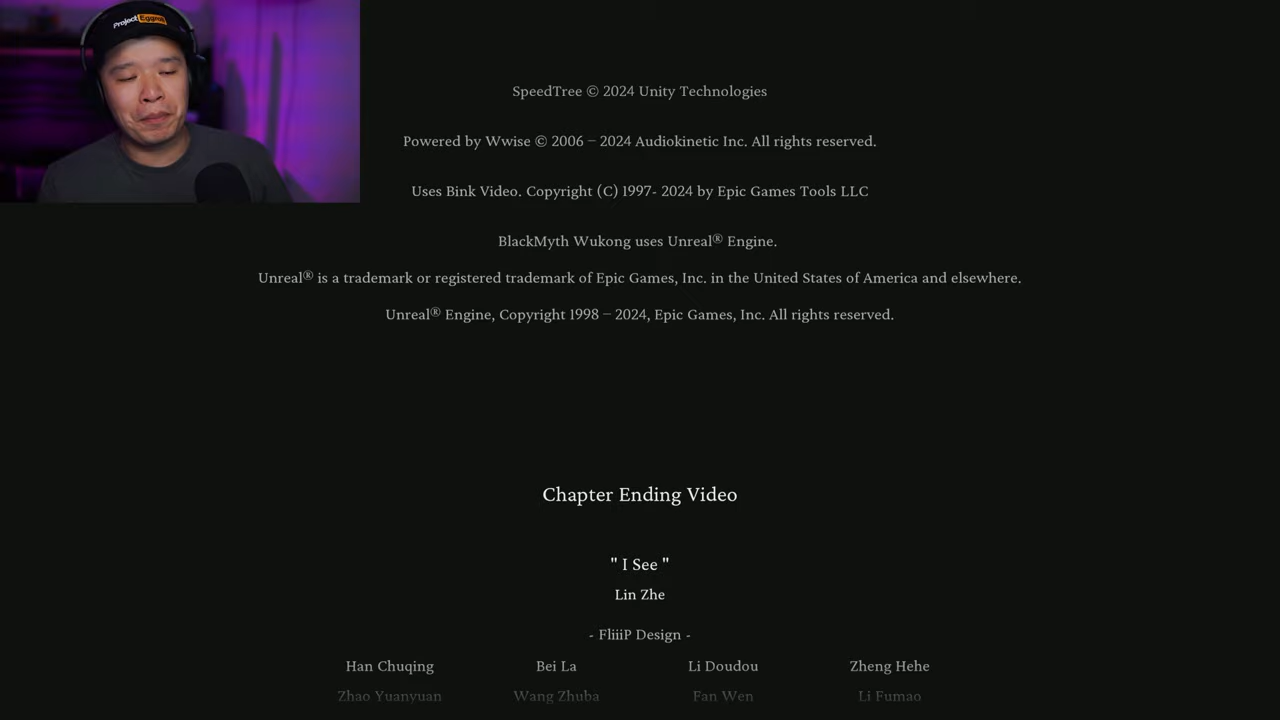 Project Egging
SpeedTree © 2024 Unity Technologies
Powered by Wwise © 2006 – 2024 Audiokinetic Inc. All rights reserved.
Uses Bink Video. Copyright (C) 1997- 2024 by Epic Games Tools LLC
BlackMyth Wukong uses Unreal® Engine.
Unreal® is a trademark or registered trademark of Epic Games, Inc. in the United States of America and elsewhere.
Unreal® Engine, Copyright 1998 – 2024, Epic Games, Inc. All rights reserved.
Chapter Ending Video
" I See "
Lin Zhe
- FliiiP Design -
Han Chuqing Bei La Li Doudou Zheng Hehe
Zhao Yuanyuan Wang Zhuba Fan Wen Li Fumao